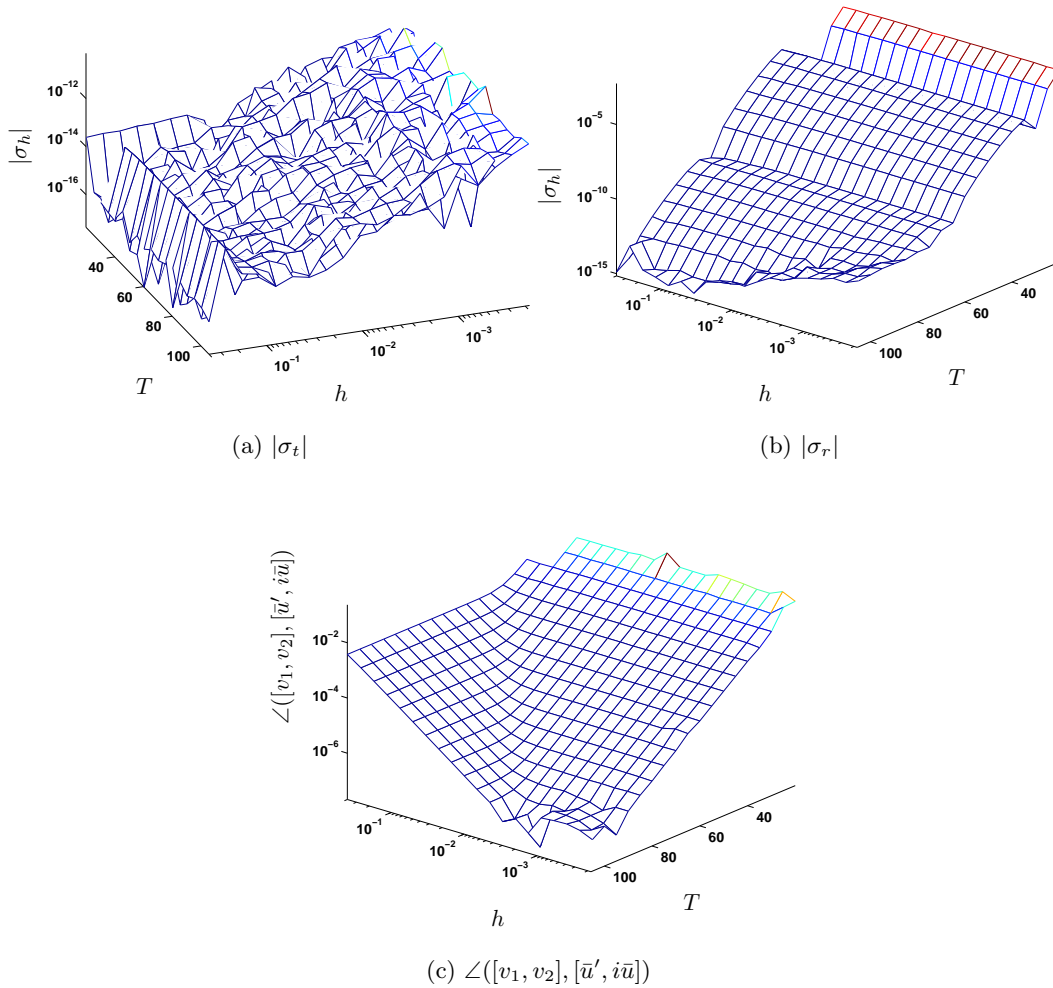 |σ_h|
10^−12
10^−14
10^−16
40
60
80
100
T
10^−1
10^−2
10^−3
h
(a) |σ_t|
|σ_h|
10^−5
10^−10
10^−15
10^−1
10^−2
10^−3
h
100
80
60
40
T
(b) |σ_r|
∠([v_1, v_2], [ū′, iū])
10^−2
10^−4
10^−6
10^−1
10^−2
10^−3
h
100
80
60
40
T
(c) ∠([v_1, v_2], [ū′, iū])